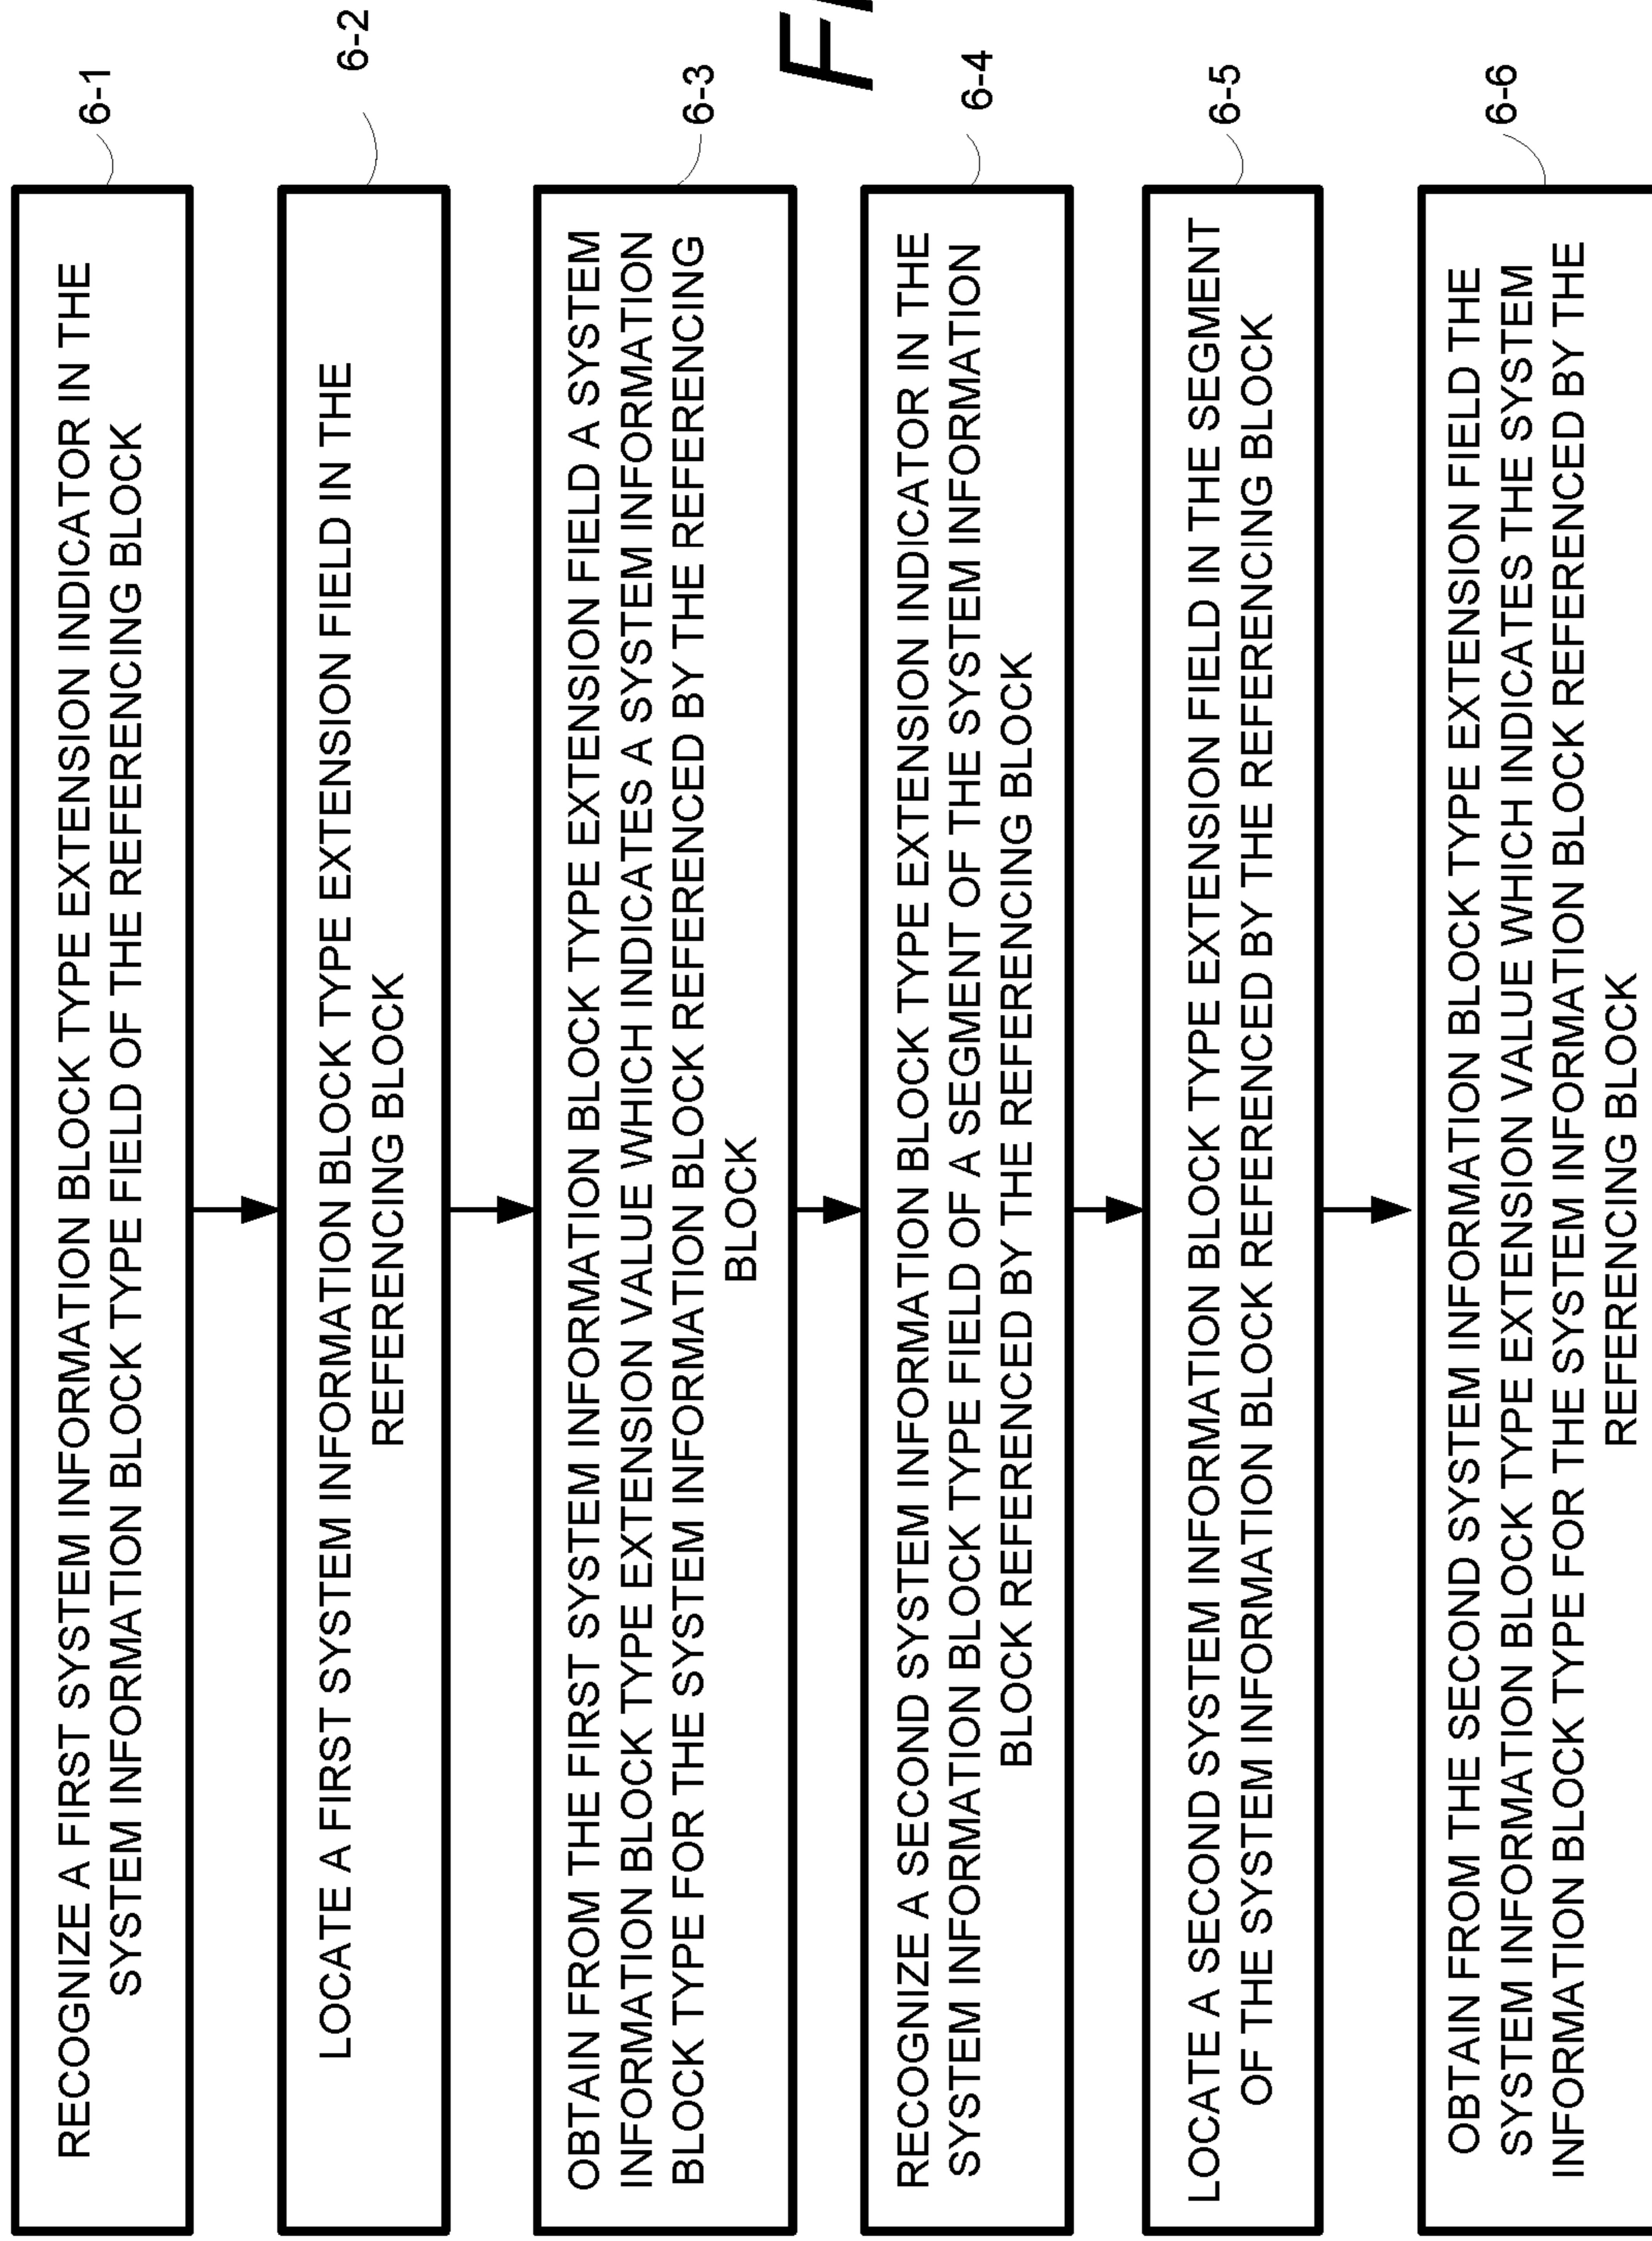 RECOGNIZE A FIRST SYSTEM INFORMATION BLOCK TYPE EXTENSION INDICATOR IN THE
SYSTEM INFORMATION BLOCK TYPE FIELD OF THE REFERENCING BLOCK
6-1
LOCATE A FIRST SYSTEM INFORMATION BLOCK TYPE EXTENSION FIELD IN THE
REFERENCING BLOCK
6-2
OBTAIN FROM THE FIRST SYSTEM INFORMATION BLOCK TYPE EXTENSION FIELD A SYSTEM
INFORMATION BLOCK TYPE EXTENSION VALUE WHICH INDICATES A SYSTEM INFORMATION
BLOCK TYPE FOR THE SYSTEM INFORMATION BLOCK REFERENCED BY THE REFERENCING
BLOCK
6-3
RECOGNIZE A SECOND SYSTEM INFORMATION BLOCK TYPE EXTENSION INDICATOR IN THE
SYSTEM INFORMATION BLOCK TYPE FIELD OF A SEGMENT OF THE SYSTEM INFORMATION
BLOCK REFERENCED BY THE REFERENCING BLOCK
6-4
LOCATE A SECOND SYSTEM INFORMATION BLOCK TYPE EXTENSION FIELD IN THE SEGMENT
OF THE SYSTEM INFORMATION BLOCK REFERENCED BY THE REFERENCING BLOCK
6-5
OBTAIN FROM THE SECOND SYSTEM INFORMATION BLOCK TYPE EXTENSION FIELD THE
SYSTEM INFORMATION BLOCK TYPE EXTENSION VALUE WHICH INDICATES THE SYSTEM
INFORMATION BLOCK TYPE FOR THE SYSTEM INFORMATION BLOCK REFERENCED BY THE
REFERENCING BLOCK
6-6